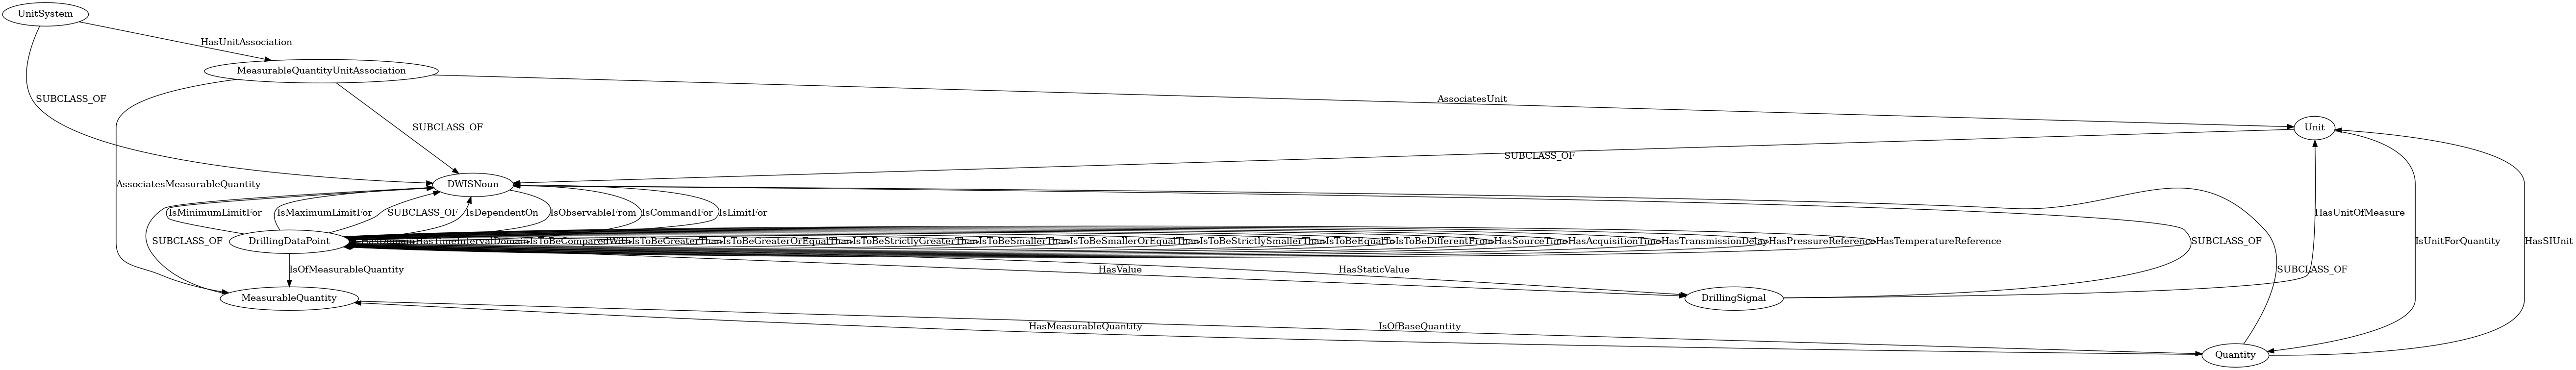 UnitSystem
HasUnitAssociation
MeasurableQuantityUnitAssociation
SUBCLASS_OF
AssociatesUnit
SUBCLASS_OF
Unit
SUBCLASS_OF
AssociatesMeasurableQuantity
DWISNoun
IsMinimumLimitFor
IsMaximumLimitFor
SUBCLASS_OF
IsDependentOn
IsObservableFrom
IsCommandFor
IsLimitFor
HasUnitOfMeasure
SUBCLASS_OF
DrillingDataPoint
HasTimeIntervalDomain
IsToBeComparedWith
IsToBeGreaterThan
IsToBeGreaterOrEqualThan
IsToBeStrictlyGreaterThan
IsToBeSmallerThan
IsToBeSmallerOrEqualThan
IsToBeStrictlySmallerThan
IsToBeEqualTo
IsToBeDifferentFrom
HasSourceTime
HasAcquisitionTime
HasTransmissionDelay
HasPressureReference
HasTemperatureReference
SUBCLASS_OF
IsUnitForQuantity
HasSIUnit
IsOfMeasurableQuantity
HasValue
HasStaticValue
SUBCLASS_OF
MeasurableQuantity
DrillingSignal
HasMeasurableQuantity
IsOfBaseQuantity
Quantity